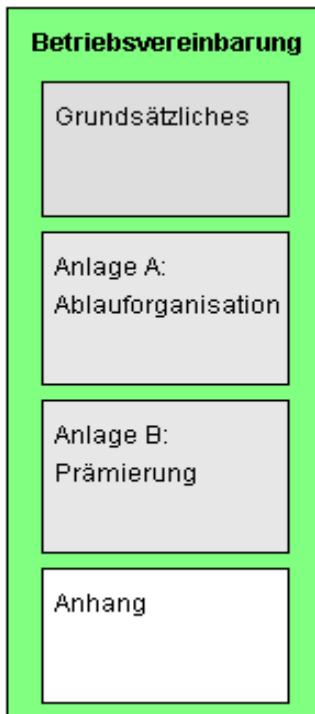 Betriebsvereinbarung
Grundsätzliches
Anlage A:
Ablauforganisation
Anlage B:
Prämierung
Anhang